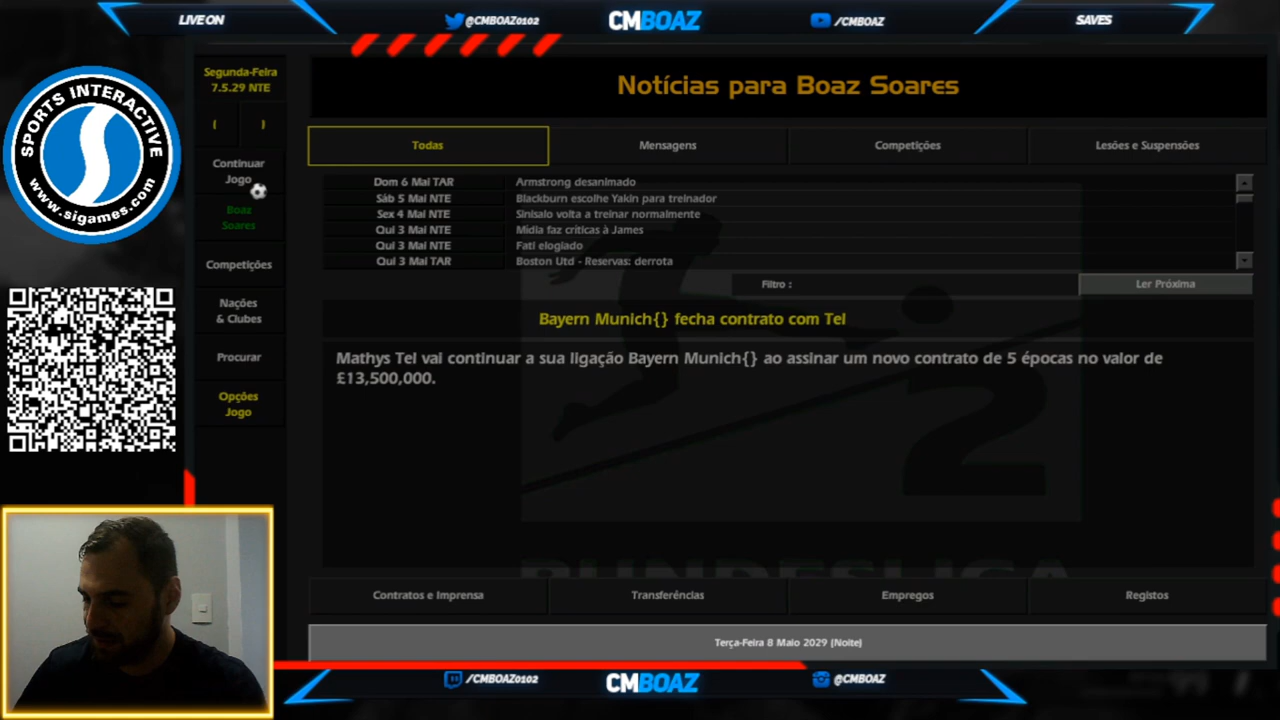 LIVE ON
@CMBOAZ0102
CMBOAZ
/CMBOAZ
SAVES
SPORTS INTERACTIVE
www.sigames.com
Segunda-Feira
7.5.29 NTE
Continuar
Jogo
Boaz
Soares
Competições
Nações
& Clubes
Procurar
Opções
Jogo
Notícias para Boaz Soares
Todas
Mensagens
Competições
Lesões e Suspensões
Dom 6 Mai TAR Armstrong desanimado
Sáb 5 Mai NTE Blackburn escolhe Yakin para treinador
Sex 4 Mai NTE Sinisalo volta a treinar normalmente
Qui 3 Mai NTE Mídia faz críticas à James
Qui 3 Mai NTE Fati elogiado
Qui 3 Mai TAR Boston Utd - Reservas: derrota
Filtro :
Ler Próxima
Bayern Munich{} fecha contrato com Tel
Mathys Tel vai continuar a sua ligação Bayern Munich{} ao assinar um novo contrato de 5 épocas no valor de
£13,500,000.
2
BUNDESLIGA
Contratos e Imprensa
Transferências
Empregos
Registos
Terça-Feira 8 Maio 2029 (Noite)
/CMBOAZ0102
CMBOAZ
@CMBOAZ